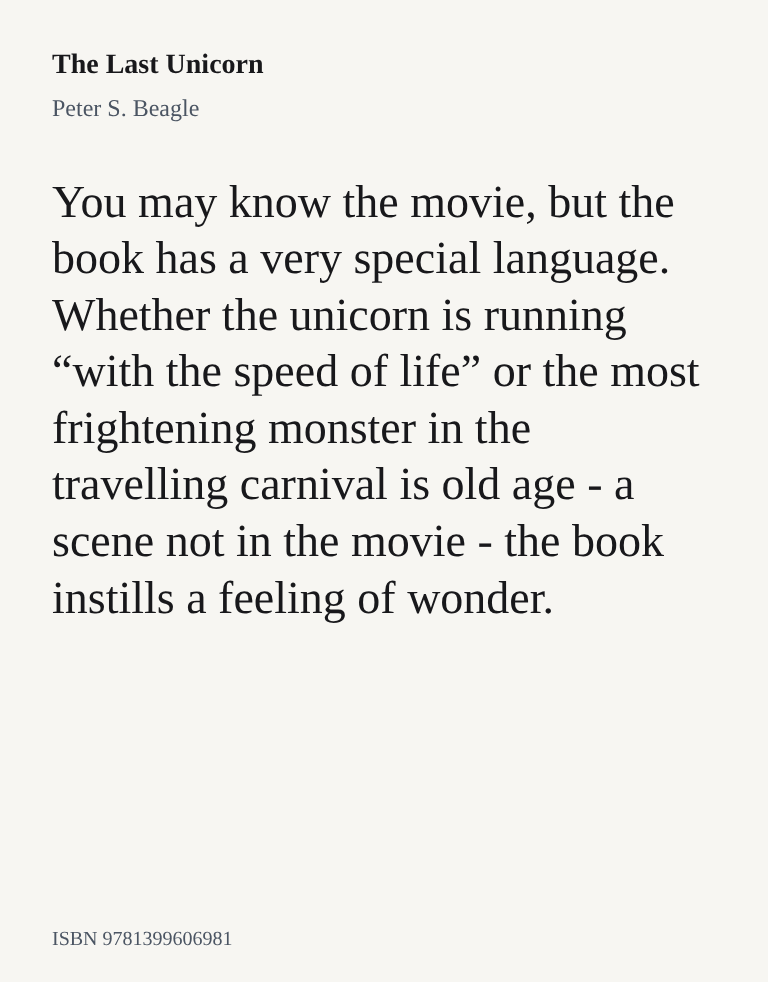 The Last Unicorn
Peter S. Beagle
You may know the movie, but the
book has a very special language.
Whether the unicorn is running
“with the speed of life” or the most
frightening monster in the
travelling carnival is old age - a
scene not in the movie - the book
instills a feeling of wonder.
ISBN 9781399606981